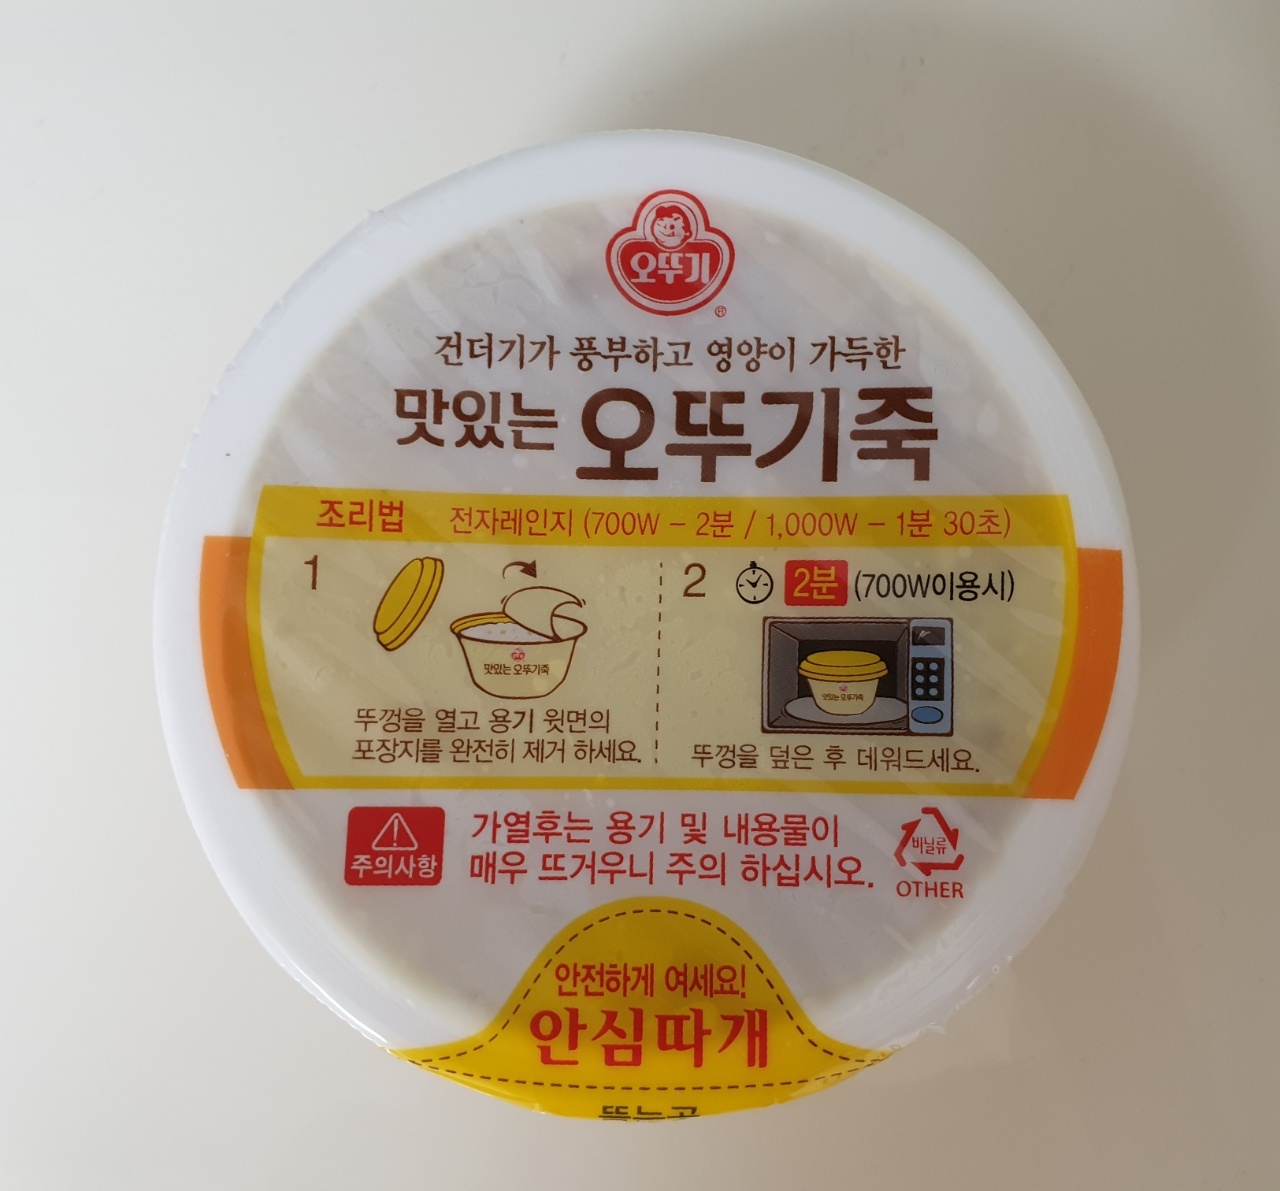 오뚜기
건더기가 풍부하고 영양이 가득한
맛있는 오뚜기죽
조리법 전자레인지 (700W - 2분 / 1,000W - 1분 30초)
1
맛있는 오뚜기죽
뚜껑을 열고 용기 윗면의
포장지를 완전히 제거 하세요.
2 2분 (700W이용시)
맛있는 오뚜기죽
뚜껑을 덮은 후 데워드세요.
주의사항
가열후는 용기 및 내용물이
매우 뜨거우니 주의 하십시오.
비닐류
OTHER
안전하게 여세요!
안심따개
뜯는곳